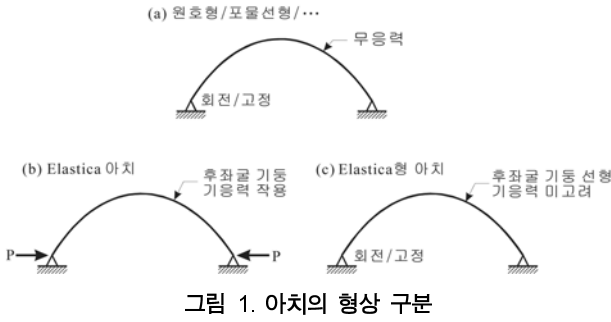 (a) 원호형/포물선형/⋯
무응력
회전/고정
(b) Elastica 아치
후좌굴 기둥
기응력 작용
P
P
(c) Elastica형 아치
후좌굴 기둥 선형
기응력 미고려
회전/고정
그림 1. 아치의 형상 구분